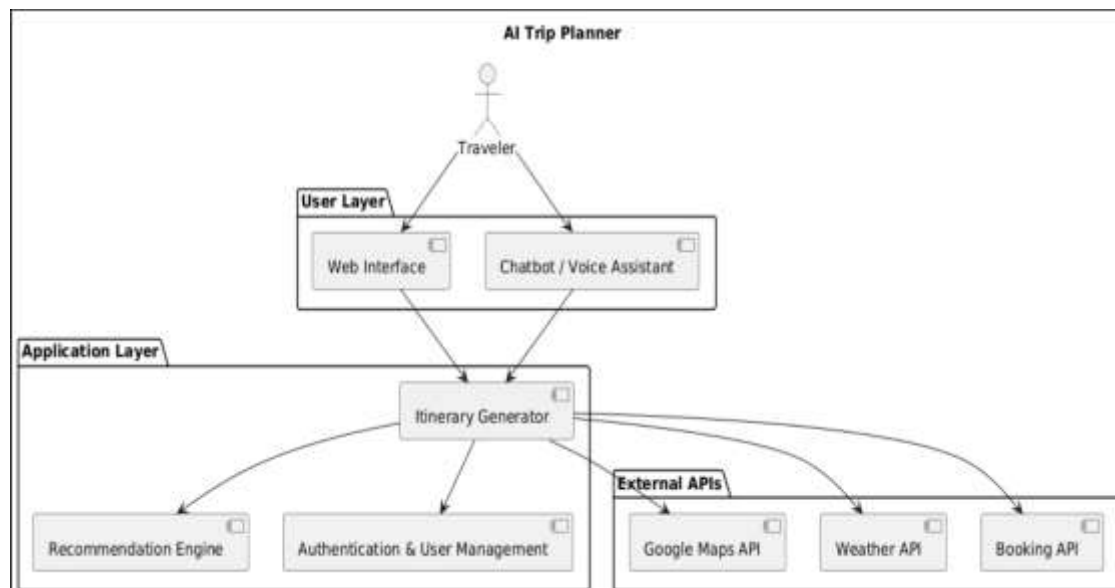 AI Trip Planner
Traveler
User Layer
Web Interface
Chatbot / Voice Assistant
Application Layer
Itinerary Generator
External APIs
Recommendation Engine
Authentication & User Management
Google Maps API
Weather API
Booking API